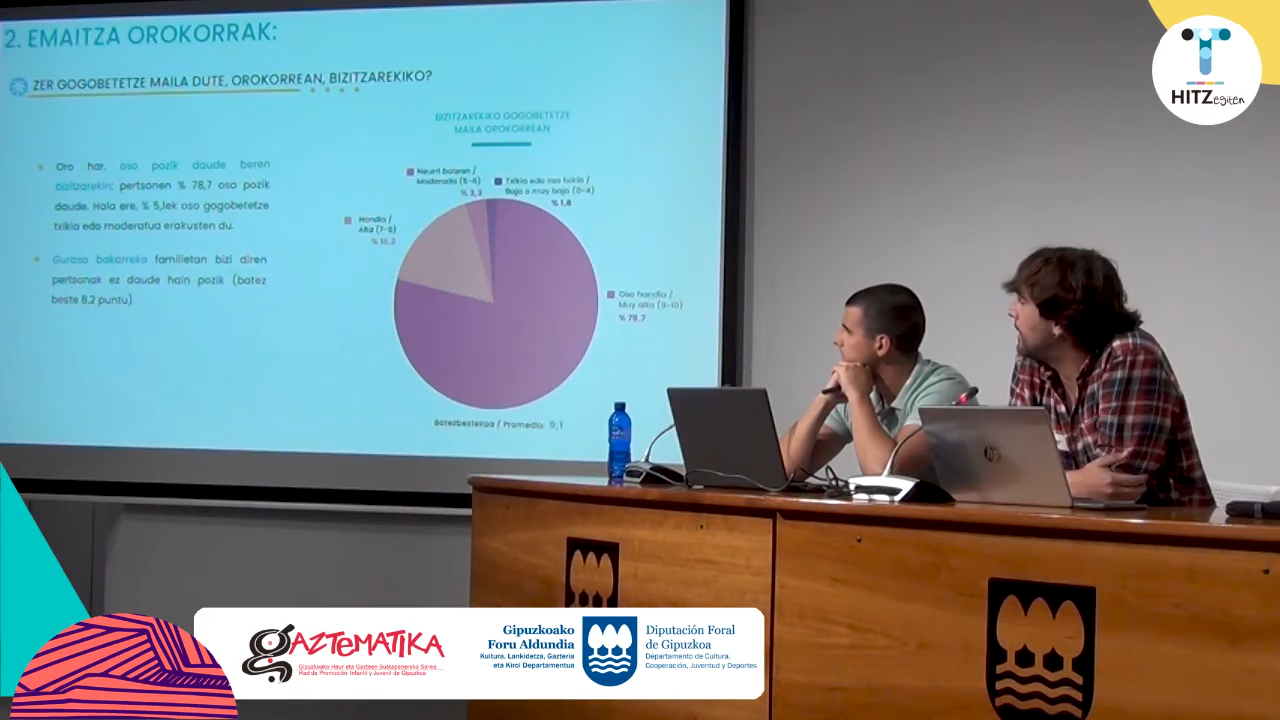 2. EMAITZA OROKORRAK:
ZER GOGOBETETZE MAILA DUTE, OROKORREAN, BIZITZAREKIKO?
Oro har, oso pozik daude beren
bizitzarekin: pertsonen % 78,7 oso pozik
daude. Hala ere, % 5,1ek oso gogobetetze
txikia edo moderatua erakusten du.
Guraso bakarreko familietan bizi diren
pertsonak ez daude hain pozik (batez
beste 8,2 puntu).
BIZITZAREKIKO GOGOBETETZE
MAILA OROKORREAN
Neurri batean /
Moderada (5-6)
% 3,3
Txikia edo oso txikia /
Bajo o muy bajo (0-4)
% 1,8
Handia /
Alta (7-8)
% 16,2
Oso handia /
Muy alta (9-10)
% 78,7
Batezbestekoa / Promedio: 9,1
HITZegiten
hp
gAZTEMATIKA
Gipuzkoako Haur eta Gazteen Sustapenerako Sarea
Red de Promoción Infantil y Juvenil de Gipuzkoa
Gipuzkoako
Foru Aldundia
Kultura, Lankidetza, Gazteria
eta Kirol Departamentua
Diputación Foral
de Gipuzkoa
Departamento de Cultura,
Cooperación, Juventud y Deportes